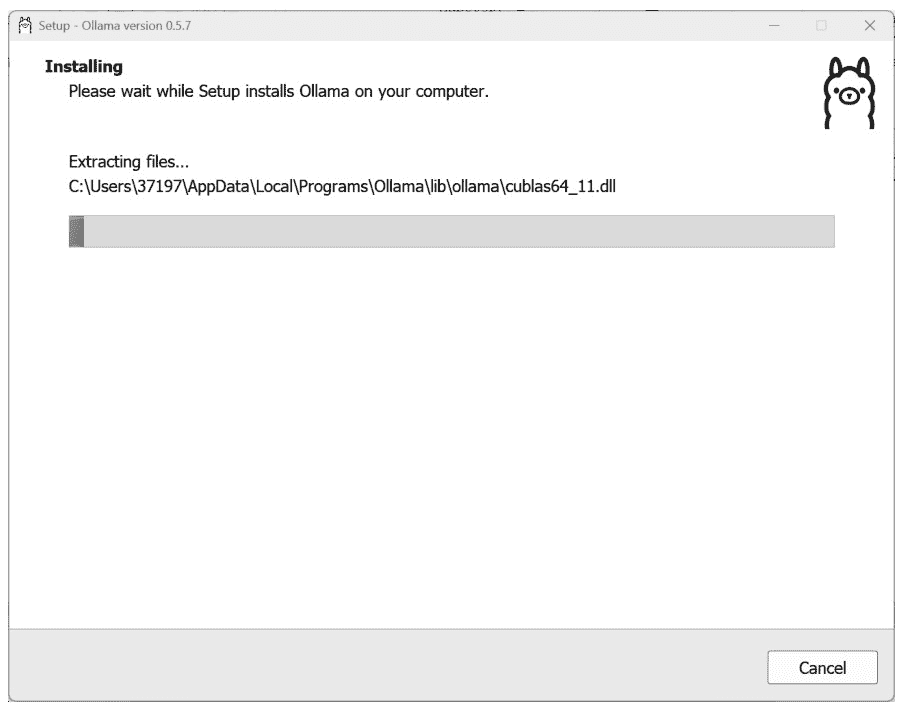 Setup - Ollama version 0.5.7
Installing
Please wait while Setup installs Ollama on your computer.
Extracting files...
C:\Users\37197\AppData\Local\Programs\Ollama\lib\ollama\cublas64_11.dll
Cancel